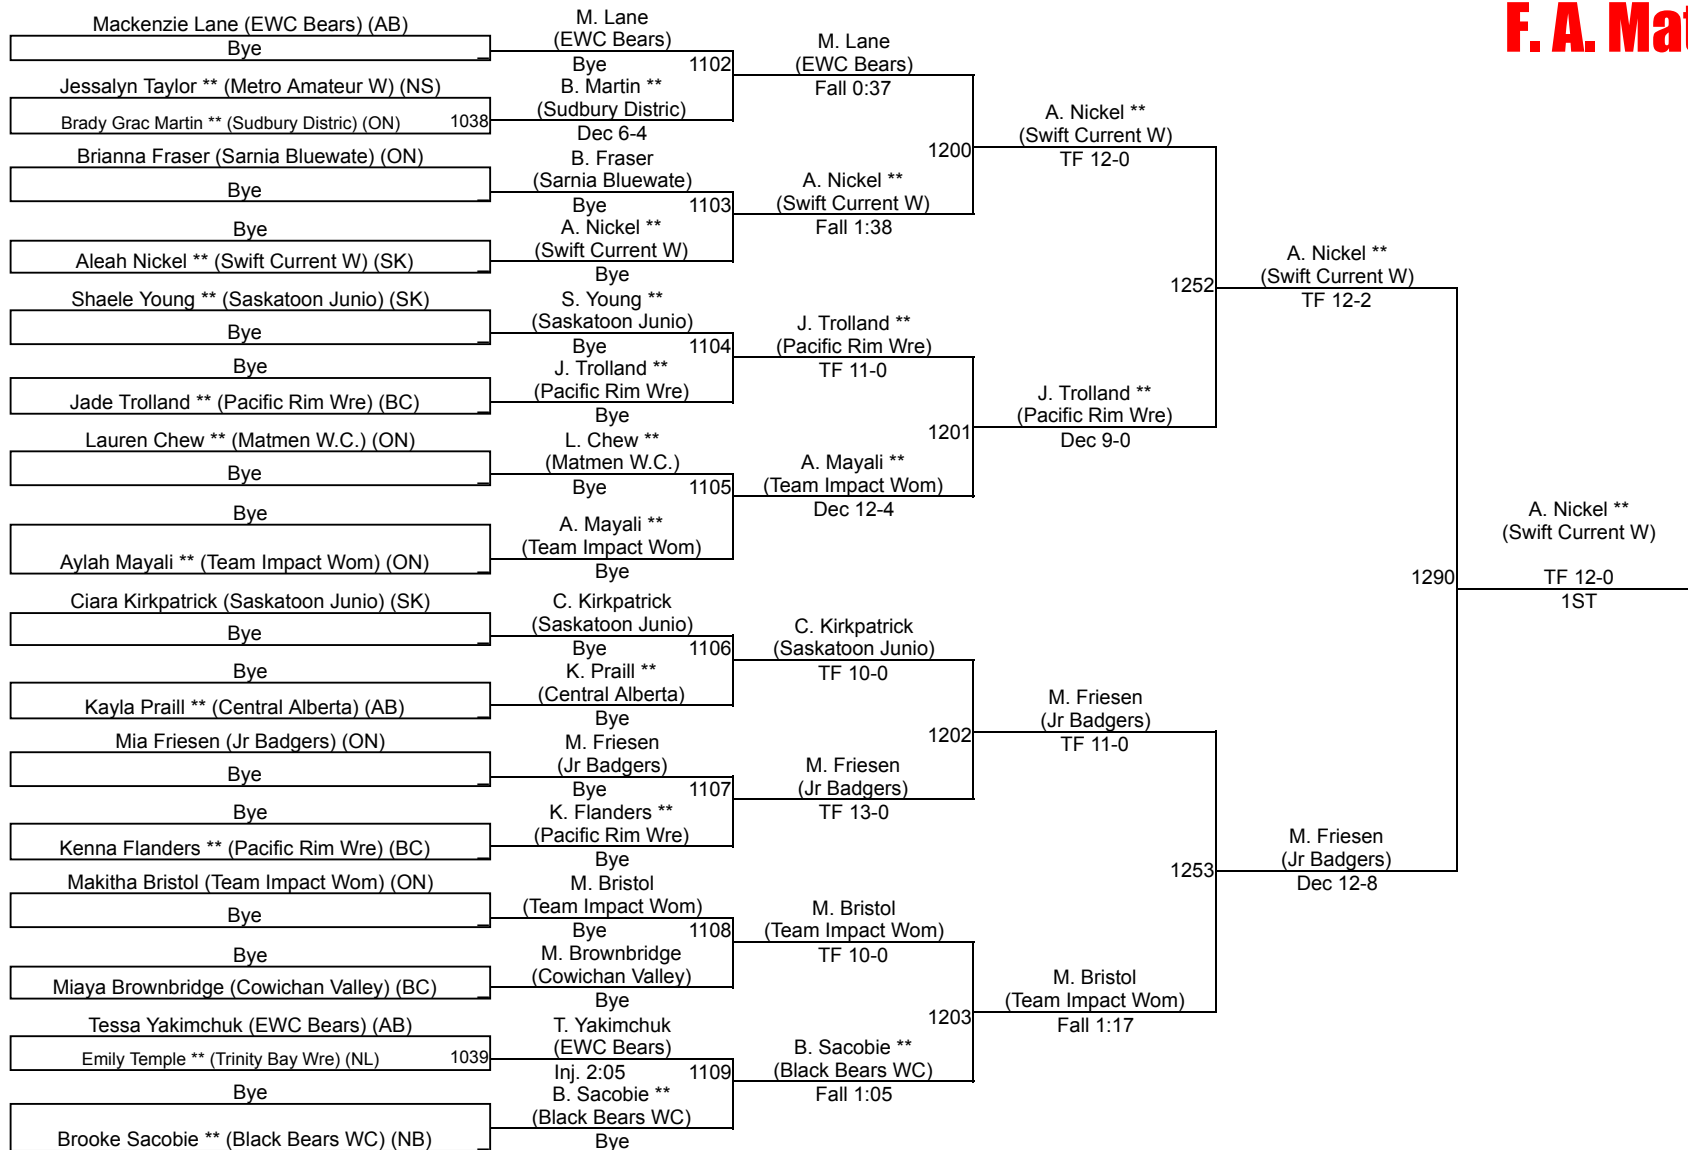 F. A. Mat
Mackenzie Lane (EWC Bears) (AB)
Bye
Jessalyn Taylor ** (Metro Amateur W) (NS)
Brady Grac Martin ** (Sudbury Distric) (ON) 1038
Brianna Fraser (Sarnia Bluewate) (ON)
Bye
Bye
Aleah Nickel ** (Swift Current W) (SK)
Shaele Young ** (Saskatoon Junio) (SK)
Bye
Bye
Jade Trolland ** (Pacific Rim Wre) (BC)
Lauren Chew ** (Matmen W.C.) (ON)
Bye
Bye
Aylah Mayali ** (Team Impact Wom) (ON)
Ciara Kirkpatrick (Saskatoon Junio) (SK)
Bye
Bye
Kayla Praill ** (Central Alberta) (AB)
Mia Friesen (Jr Badgers) (ON)
Bye
Bye
Kenna Flanders ** (Pacific Rim Wre) (BC)
Makitha Bristol (Team Impact Wom) (ON)
Bye
Bye
Miaya Brownbridge (Cowichan Valley) (BC)
Tessa Yakimchuk (EWC Bears) (AB)
Emily Temple ** (Trinity Bay Wre) (NL) 1039
Bye
Brooke Sacobie ** (Black Bears WC) (NB)
M. Lane
(EWC Bears)
Bye 1102
B. Martin **
(Sudbury Distric)
Dec 6-4
B. Fraser
(Sarnia Bluewate)
Bye 1103
A. Nickel **
(Swift Current W)
Bye
S. Young **
(Saskatoon Junio)
Bye 1104
J. Trolland **
(Pacific Rim Wre)
Bye
L. Chew **
(Matmen W.C.)
Bye 1105
A. Mayali **
(Team Impact Wom)
Bye
C. Kirkpatrick
(Saskatoon Junio)
Bye 1106
K. Praill **
(Central Alberta)
Bye
M. Friesen
(Jr Badgers)
Bye 1107
K. Flanders **
(Pacific Rim Wre)
Bye
M. Bristol
(Team Impact Wom)
Bye 1108
M. Brownbridge
(Cowichan Valley)
Bye
T. Yakimchuk
(EWC Bears)
Inj. 2:05 1109
B. Sacobie **
(Black Bears WC)
Bye
M. Lane
(EWC Bears)
Fall 0:37
1200
A. Nickel **
(Swift Current W)
Fall 1:38
J. Trolland **
(Pacific Rim Wre)
TF 11-0
1201
A. Mayali **
(Team Impact Wom)
Dec 12-4
C. Kirkpatrick
(Saskatoon Junio)
TF 10-0
1202
M. Friesen
(Jr Badgers)
TF 13-0
M. Bristol
(Team Impact Wom)
TF 10-0
1203
B. Sacobie **
(Black Bears WC)
Fall 1:05
A. Nickel **
(Swift Current W)
TF 12-0
1252
J. Trolland **
(Pacific Rim Wre)
Dec 9-0
M. Friesen
(Jr Badgers)
TF 11-0
1253
M. Bristol
(Team Impact Wom)
Fall 1:17
A. Nickel **
(Swift Current W)
TF 12-2
1290
M. Friesen
(Jr Badgers)
Dec 12-8
A. Nickel **
(Swift Current W)
TF 12-0
1ST